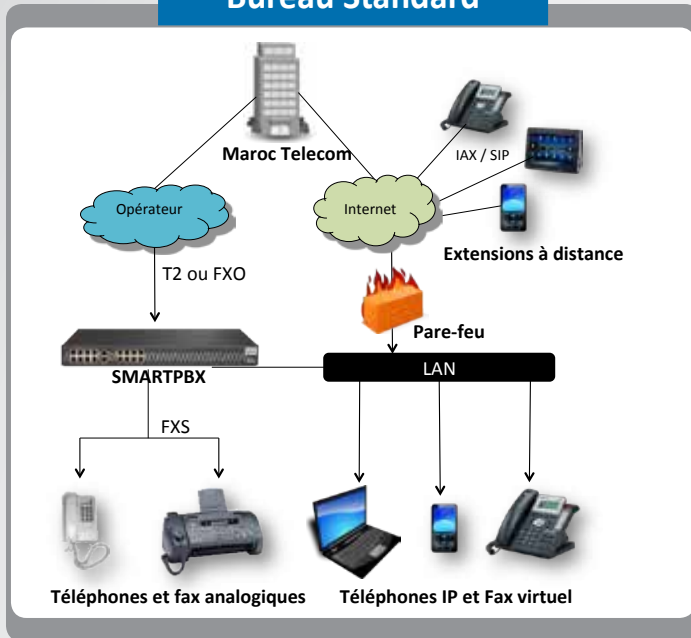 Bureau Standard
Maroc Telecom
IAX / SIP
Opérateur
Internet
Extensions à distance
T2 ou FXO
Pare-feu
SMARTPBX
LAN
FXS
Téléphones et fax analogiques
Téléphones IP et Fax virtuel